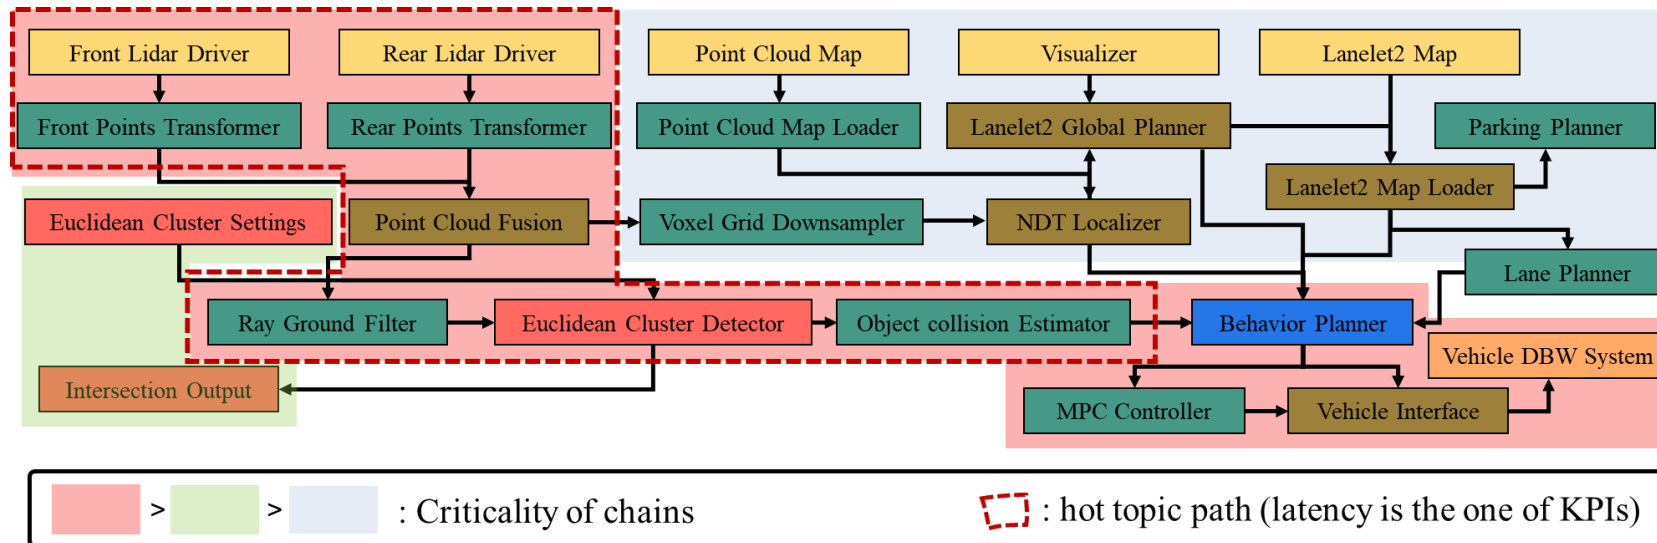 Front Lidar Driver
Rear Lidar Driver
Point Cloud Map
Visualizer
Lanelet2 Map
Front Points Transformer
Rear Points Transformer
Point Cloud Map Loader
Lanelet2 Global Planner
Parking Planner
Lanelet2 Map Loader
Euclidean Cluster Settings
Point Cloud Fusion
Voxel Grid Downsampler
NDT Localizer
Lane Planner
Ray Ground Filter
Euclidean Cluster Detector
Object collision Estimator
Behavior Planner
Vehicle DBW System
Intersection Output
MPC Controller
Vehicle Interface
> > : Criticality of chains
: hot topic path (latency is the one of KPIs)